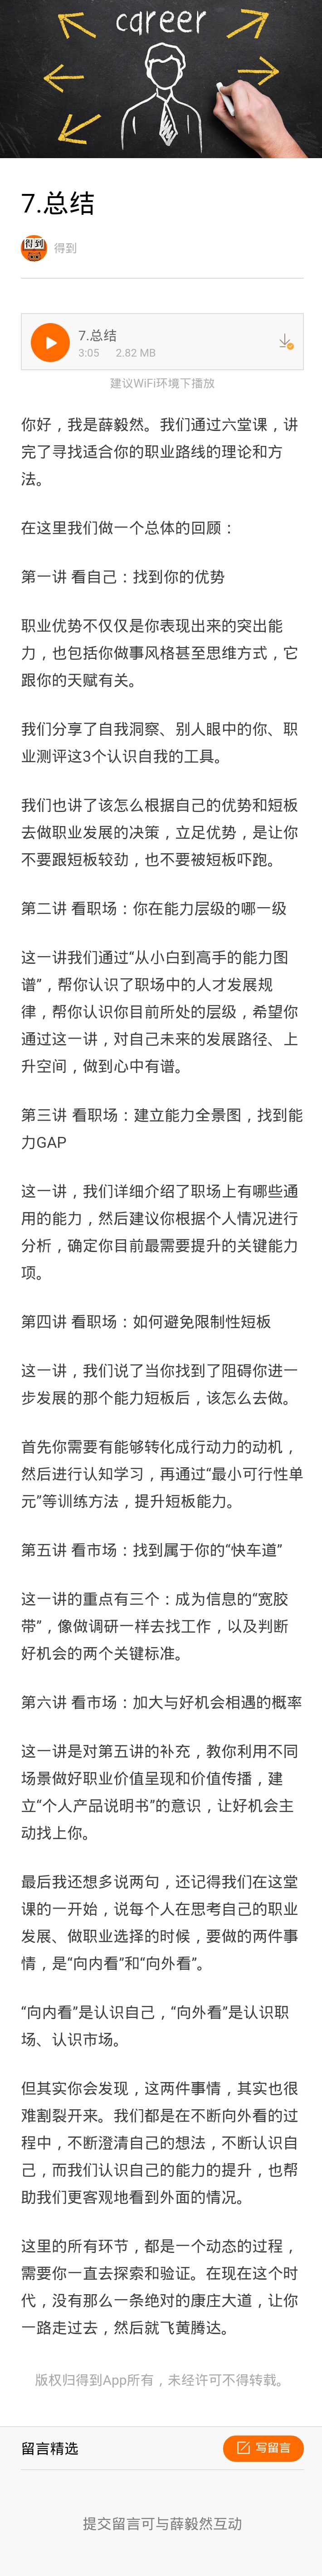 career
7.总结
得到
得到
7.总结
3:05 2.82 MB
建议WiFi环境下播放
你好，我是薛毅然。我们通过六堂课，讲
完了寻找适合你的职业路线的理论和方
法。
在这里我们做一个总体的回顾：
第一讲 看自己：找到你的优势
职业优势不仅仅是你表现出来的突出能
力，也包括你做事风格甚至思维方式，它
跟你的天赋有关。
我们分享了自我洞察、别人眼中的你、职
业测评这3个认识自我的工具。
我们也讲了该怎么根据自己的优势和短板
去做职业发展的决策，立足优势，是让你
不要跟短板较劲，也不要被短板吓跑。
第二讲 看职场：你在能力层级的哪一级
这一讲我们通过“从小白到高手的能力图
谱”，帮你认识了职场中的人才发展规
律，帮你认识你目前所处的层级，希望你
通过这一讲，对自己未来的发展路径、上
升空间，做到心中有谱。
第三讲 看职场：建立能力全景图，找到能
力GAP
这一讲，我们详细介绍了职场上有哪些通
用的能力，然后建议你根据个人情况进行
分析，确定你目前最需要提升的关键能力
项。
第四讲 看职场：如何避免限制性短板
这一讲，我们说了当你找到了阻碍你进一
步发展的那个能力短板后，该怎么去做。
首先你需要有能够转化成行动力的动机，
然后进行认知学习，再通过“最小可行性单
元”等训练方法，提升短板能力。
第五讲 看市场：找到属于你的“快车道”
这一讲的重点有三个：成为信息的“宽胶
带”，像做调研一样去找工作，以及判断
好机会的两个关键标准。
第六讲 看市场：加大与好机会相遇的概率
这一讲是对第五讲的补充，教你利用不同
场景做好职业价值呈现和价值传播，建
立“个人产品说明书”的意识，让好机会主
动找上你。
最后我还想多说两句，还记得我们在这堂
课的一开始，说每个人在思考自己的职业
发展、做职业选择的时候，要做的两件事
情，是“向内看”和“向外看”。
“向内看”是认识自己，“向外看”是认识职
场、认识市场。
但其实你会发现，这两件事情，其实也很
难割裂开来。我们都是在不断向外看的过
程中，不断澄清自己的想法，不断认识自
己，而我们认识自己的能力的提升，也帮
助我们更客观地看到外面的情况。
这里的所有环节，都是一个动态的过程，
需要你一直去探索和验证。在现在这个时
代，没有那么一条绝对的康庄大道，让你
一路走过去，然后就飞黄腾达。
版权归得到App所有，未经许可不得转载。
留言精选
写留言
提交留言可与薛毅然互动